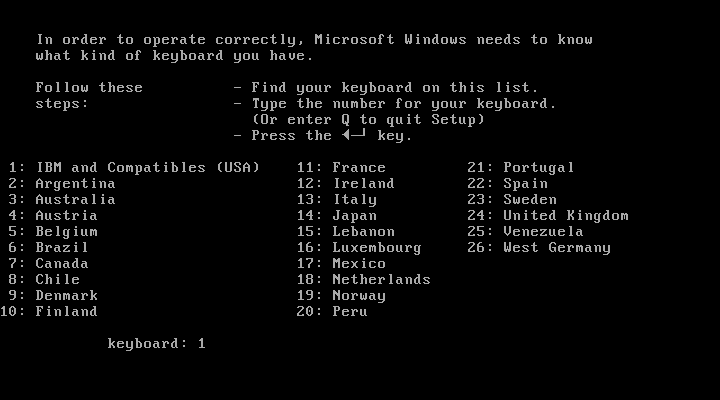 In order to operate correctly, Microsoft Windows needs to know
what kind of keyboard you have.
Follow these - Find your keyboard on this list.
steps: - Type the number for your keyboard.
(Or enter Q to quit Setup)
- Press the ◄─┘ key.
1: IBM and Compatibles (USA) 11: France 21: Portugal
2: Argentina 12: Ireland 22: Spain
3: Australia 13: Italy 23: Sweden
4: Austria 14: Japan 24: United Kingdom
5: Belgium 15: Lebanon 25: Venezuela
6: Brazil 16: Luxembourg 26: West Germany
7: Canada 17: Mexico
8: Chile 18: Netherlands
9: Denmark 19: Norway
10: Finland 20: Peru
keyboard: 1